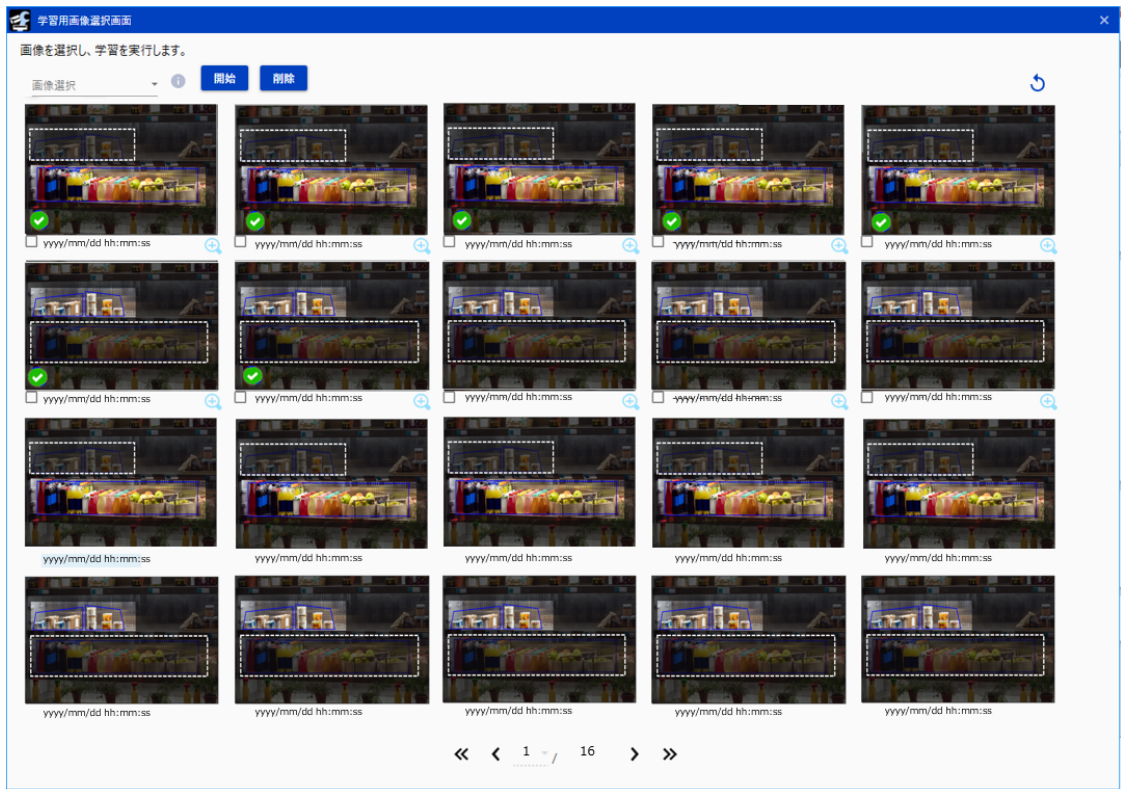 学習用画像選択画面
画像を選択し、学習を実行します。
画像選択 開始 削除
yyyy/mm/dd hh:mm:ss yyyy/mm/dd hh:mm:ss yyyy/mm/dd hh:mm:ss yyyy/mm/dd hh:mm:ss yyyy/mm/dd hh:mm:ss
yyyy/mm/dd hh:mm:ss yyyy/mm/dd hh:mm:ss yyyy/mm/dd hh:mm:ss yyyy/mm/dd hh:mm:ss yyyy/mm/dd hh:mm:ss
yyyy/mm/dd hh:mm:ss yyyy/mm/dd hh:mm:ss yyyy/mm/dd hh:mm:ss yyyy/mm/dd hh:mm:ss yyyy/mm/dd hh:mm:ss
yyyy/mm/dd hh:mm:ss yyyy/mm/dd hh:mm:ss yyyy/mm/dd hh:mm:ss yyyy/mm/dd hh:mm:ss yyyy/mm/dd hh:mm:ss
1 / 16